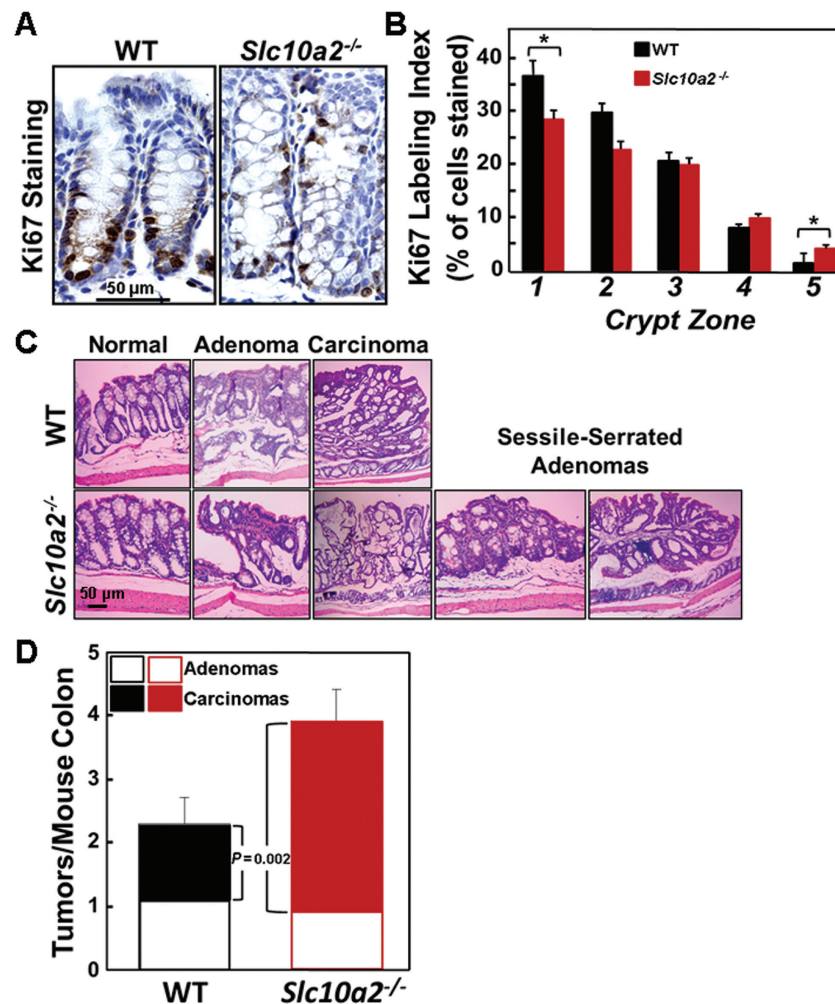 A
WT
Slc10a2-/-
Ki67 Staining
50 µm
B
Ki67 Labeling Index
(% of cells stained)
40
30
20
10
0
WT
Slc10a2-/-
*
*
1 2 3 4 5
Crypt Zone
C
Normal Adenoma Carcinoma
WT
Sessile-Serrated
Adenomas
Slc10a2-/-
50 µm
D
Tumors/Mouse Colon
5
4
3
2
1
0
Adenomas
Carcinomas
P = 0.002
WT
Slc10a2-/-